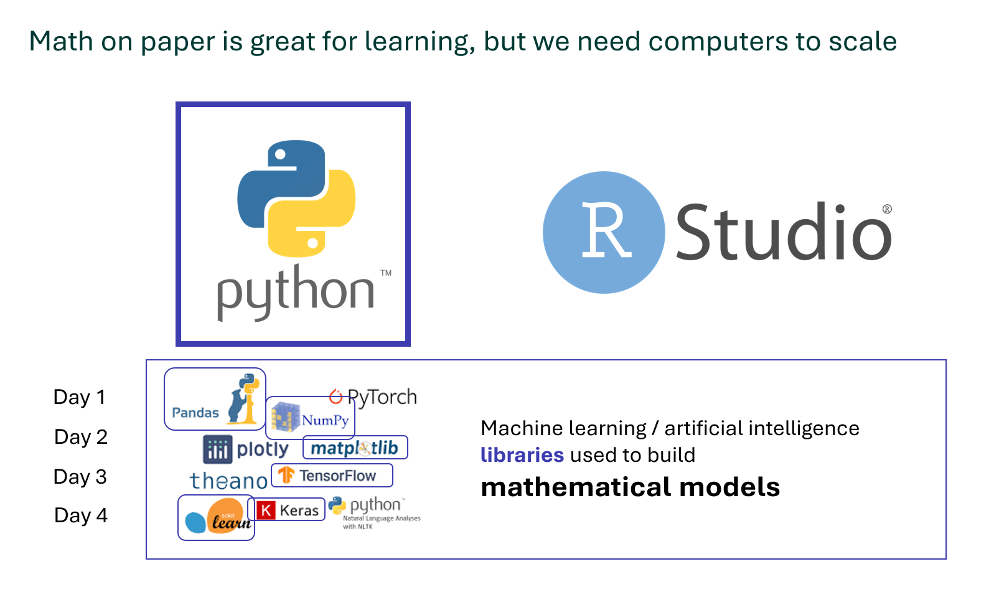 Math on paper is great for learning, but we need computers to scale
python™
R Studio®
Day 1
Day 2
Day 3
Day 4
Pandas
PyTorch
NumPy
plotly
matplotlib
theano
TensorFlow
scikit
learn
K Keras
python™
Natural Language Analyses
with NLTK
Machine learning / artificial intelligence
libraries used to build
mathematical models